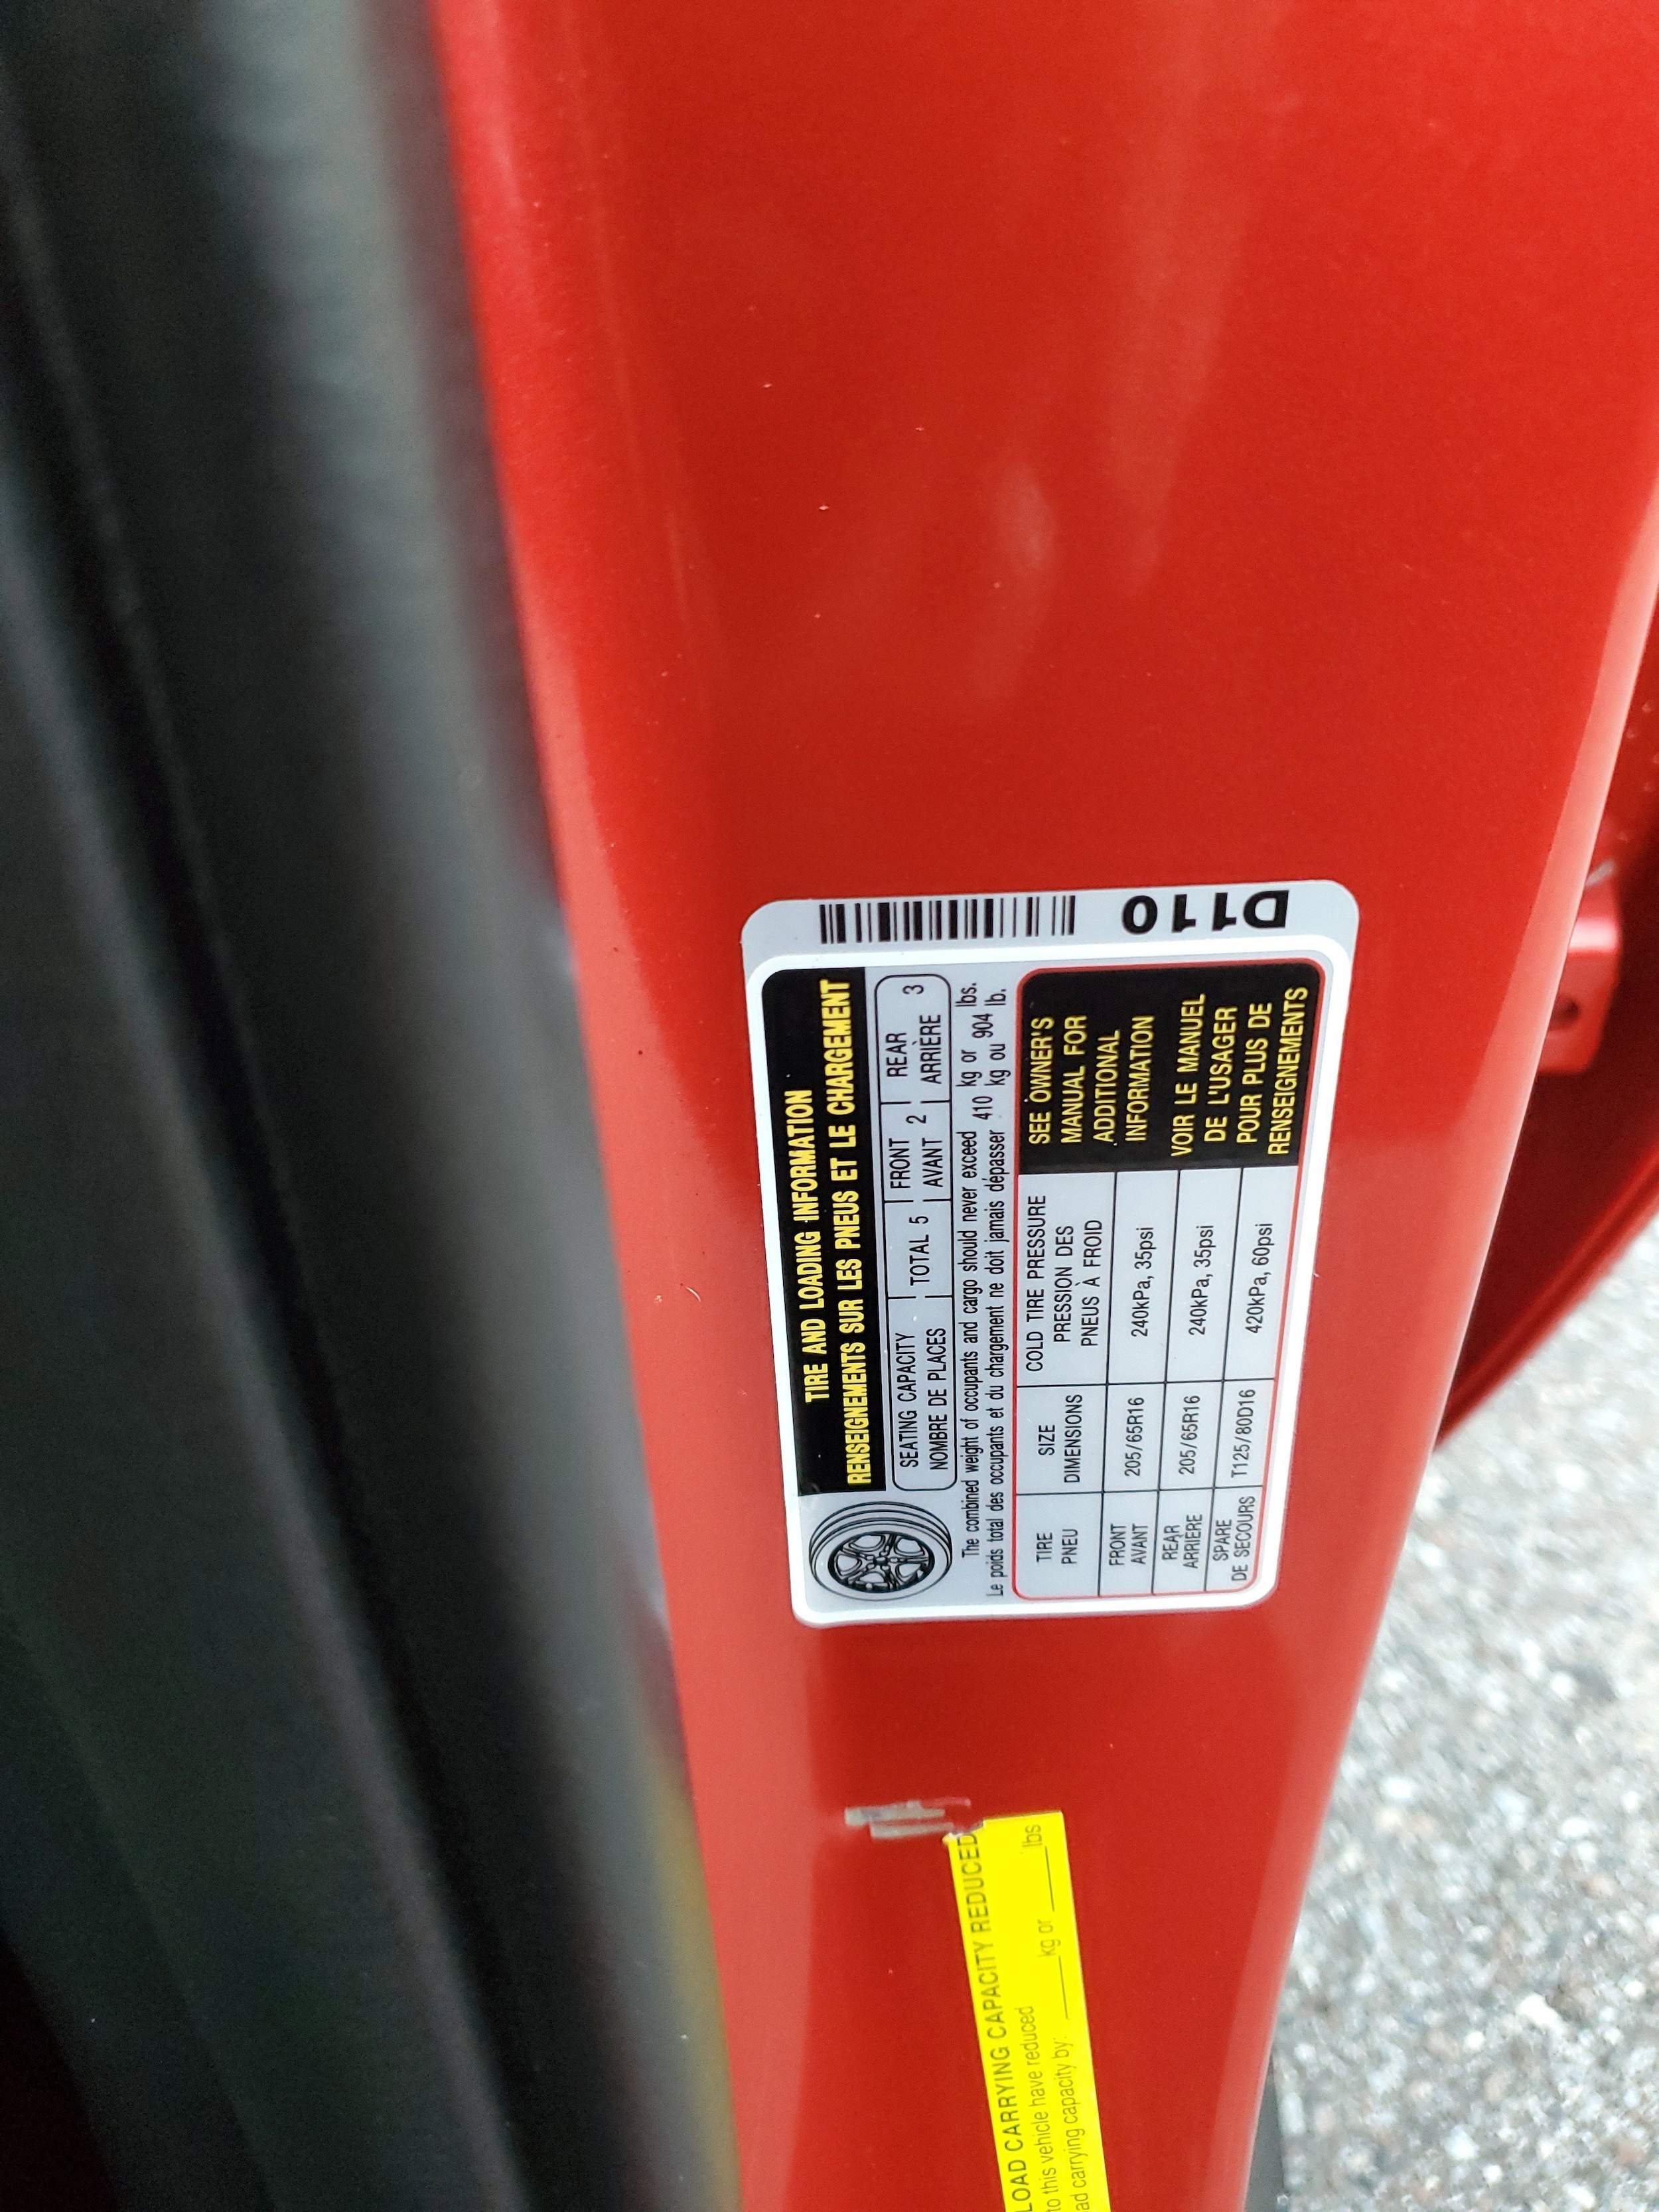 TIRE AND LOADING INFORMATION
RENSEIGNEMENTS SUR LES PNEUS ET LE CHARGEMENT
SEATING CAPACITY
NOMBRE DE PLACES
TOTAL 5
FRONT
AVANT 2
REAR
ARRIÈRE 3
The combined weight of occupants and cargo should never exceed 410 kg or 904 lbs.
Le poids total des occupants et du chargement ne doit jamais dépasser 410 kg ou 904 lb.
TIRE
PNEU
SIZE
DIMENSIONS
COLD TIRE PRESSURE
PRESSION DES
PNEUS À FROID
FRONT
AVANT
205/65R16
240kPa, 35psi
REAR
ARRIÈRE
205/65R16
240kPa, 35psi
SPARE
DE SECOURS
T125/80D16
420kPa, 60psi
SEE OWNER'S
MANUAL FOR
ADDITIONAL
INFORMATION
VOIR LE MANUEL
DE L'USAGER
POUR PLUS DE
RENSEIGNEMENTS
D110
LOAD CARRYING CAPACITY REDUCED
to this vehicle have reduced
ad carrying capacity by: _____kg or _____lbs